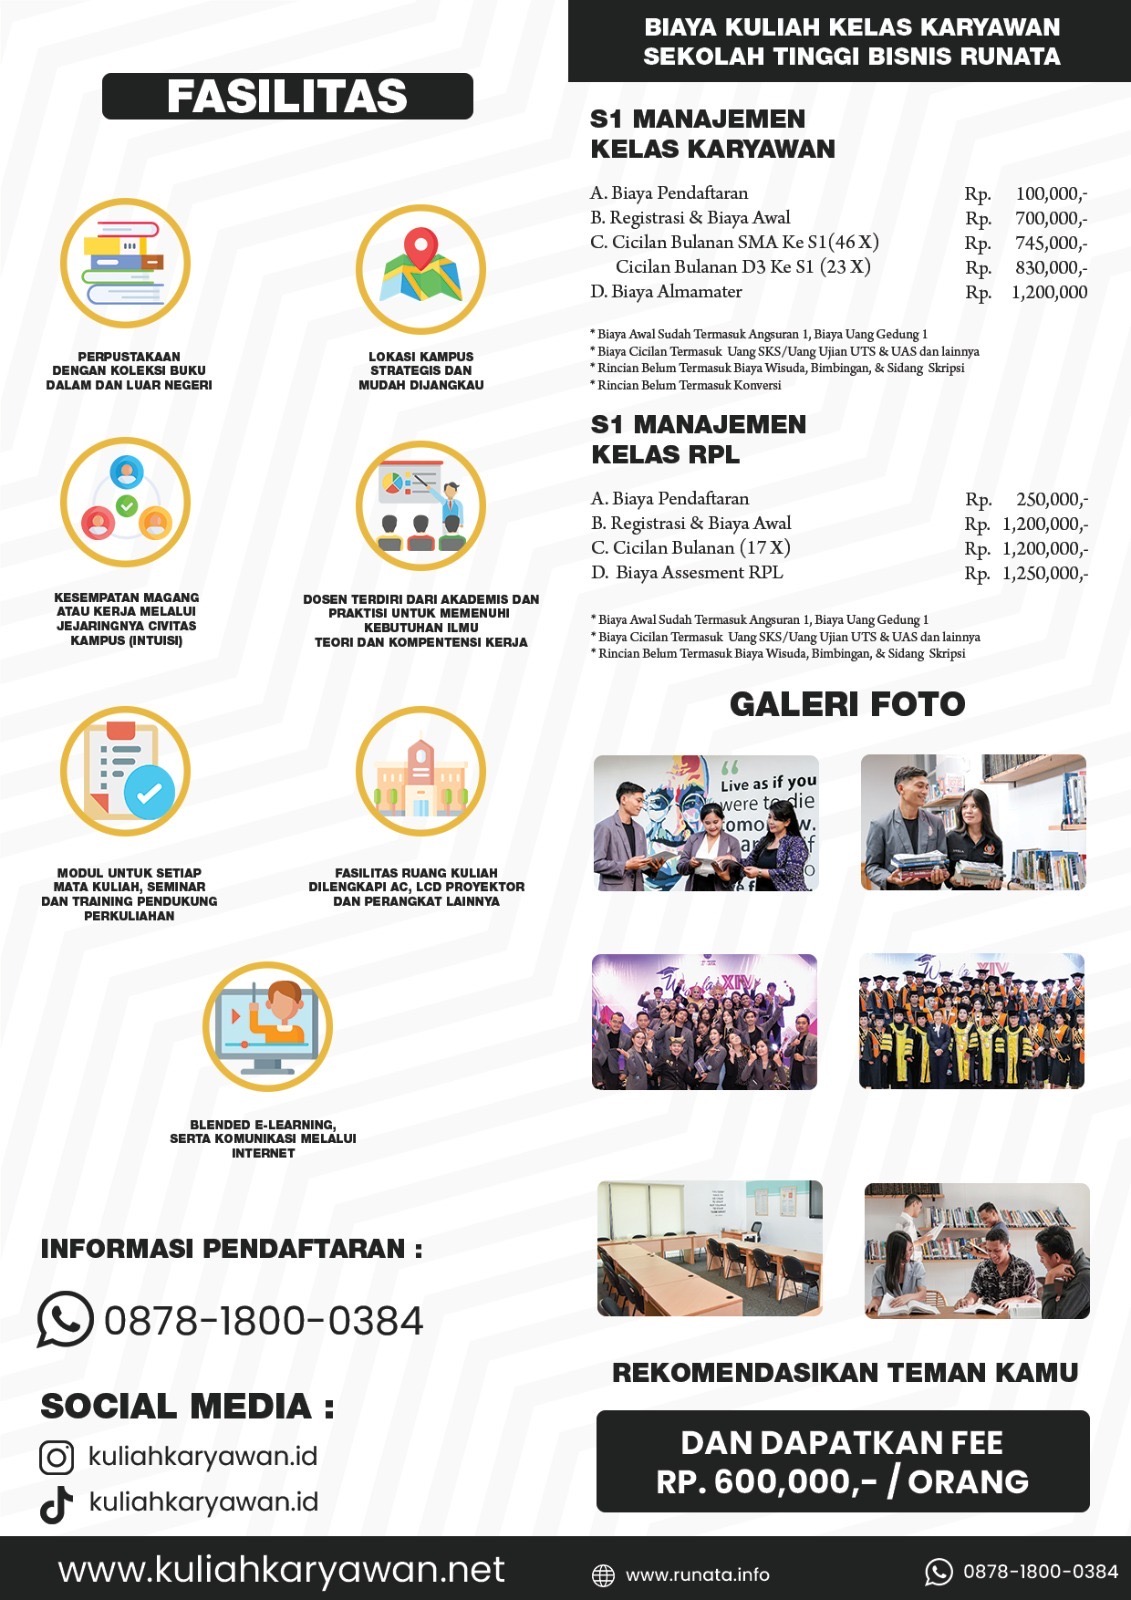 FASILITAS
PERPUSTAKAAN
DENGAN KOLEKSI BUKU
DALAM DAN LUAR NEGERI
LOKASI KAMPUS
STRATEGIS DAN
MUDAH DIJANGKAU
KESEMPATAN MAGANG
ATAU KERJA MELALUI
JEJARINGNYA CIVITAS
KAMPUS (INTUISI)
DOSEN TERDIRI DARI AKADEMIS DAN
PRAKTISI UNTUK MEMENUHI
KEBUTUHAN ILMU
TEORI DAN KOMPENTENSI KERJA
MODUL UNTUK SETIAP
MATA KULIAH, SEMINAR
DAN TRAINING PENDUKUNG
PERKULIAHAN
FASILITAS RUANG KULIAH
DILENGKAPI AC, LCD PROYEKTOR
DAN PERANGKAT LAINNYA
BLENDED E-LEARNING,
SERTA KOMUNIKASI MELALUI
INTERNET
INFORMASI PENDAFTARAN :
0878-1800-0384
SOCIAL MEDIA :
kuliahkaryawan.id
kuliahkaryawan.id
BIAYA KULIAH KELAS KARYAWAN
SEKOLAH TINGGI BISNIS RUNATA
S1 MANAJEMEN
KELAS KARYAWAN
A. Biaya Pendaftaran Rp. 100,000,-
B. Registrasi & Biaya Awal Rp. 700,000,-
C. Cicilan Bulanan SMA Ke S1(46 X) Rp. 745,000,-
Cicilan Bulanan D3 Ke S1 (23 X) Rp. 830,000,-
D. Biaya Almamater Rp. 1,200,000
* Biaya Awal Sudah Termasuk Angsuran 1, Biaya Uang Gedung 1
* Biaya Cicilan Termasuk Uang SKS/Uang Ujian UTS & UAS dan lainnya
* Rincian Belum Termasuk Biaya Wisuda, Bimbingan, & Sidang Skripsi
* Rincian Belum Termasuk Konversi
S1 MANAJEMEN
KELAS RPL
A. Biaya Pendaftaran Rp. 250,000,-
B. Registrasi & Biaya Awal Rp. 1,200,000,-
C. Cicilan Bulanan (17 X) Rp. 1,200,000,-
D. Biaya Assesment RPL Rp. 1,250,000,-
* Biaya Awal Sudah Termasuk Angsuran 1, Biaya Uang Gedung 1
* Biaya Cicilan Termasuk Uang SKS/Uang Ujian UTS & UAS dan lainnya
* Rincian Belum Termasuk Biaya Wisuda, Bimbingan, & Sidang Skripsi
GALERI FOTO
Live as if you
were to die
XIV
REKOMENDASIKAN TEMAN KAMU
DAN DAPATKAN FEE
RP. 600,000,- / ORANG
www.kuliahkaryawan.net
www.runata.info
0878-1800-0384